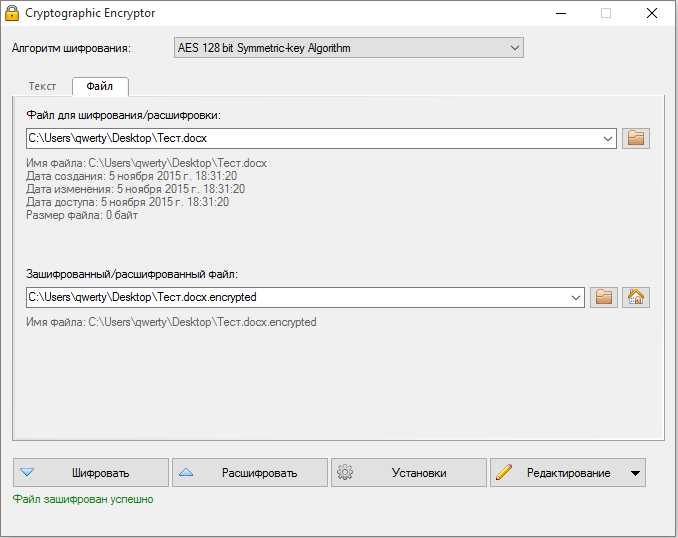 Cryptographic Encryptor
Алгоритм шифрования: AES 128 bit Symmetric-key Algorithm
Текст Файл
Файл для шифрования/расшифровки:
C:\Users\qwerty\Desktop\Тест.docx
Имя файла: C:\Users\qwerty\Desktop\Тест.docx
Дата создания: 5 ноября 2015 г. 18:31:20
Дата изменения: 5 ноября 2015 г. 18:31:20
Дата доступа: 5 ноября 2015 г. 18:31:20
Размер файла: 0 байт
Зашифрованный/расшифрованный файл:
C:\Users\qwerty\Desktop\Тест.docx.encrypted
Имя файла: C:\Users\qwerty\Desktop\Тест.docx.encrypted
Шифровать Расшифровать Установки Редактирование
Файл зашифрован успешно